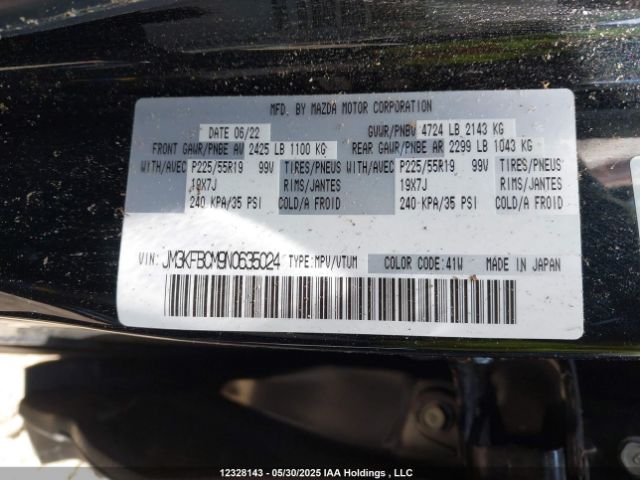 MFD. BY MAZDA MOTOR CORPORATION
DATE 06/22 GVWR/PNBV 4724 LB 2143 KG
FRONT GAWR/PNBE AV 2425 LB 1100 KG REAR GAWR/PNBE AR 2299 LB 1043 KG
WITH/AVEC P225/55R19 99V TIRES/PNEUS WITH/AVEC P225/55R19 99V TIRES/PNEUS
19X7J RIMS/JANTES 19X7J RIMS/JANTES
240 KPA/35 PSI COLD/A FROID 240 KPA/35 PSI COLD/A FROID
VIN: JM3KFBCM9N0635024 TYPE:MPV/VTUM COLOR CODE:41W MADE IN JAPAN
12328143 - 05/30/2025 IAA Holdings , LLC